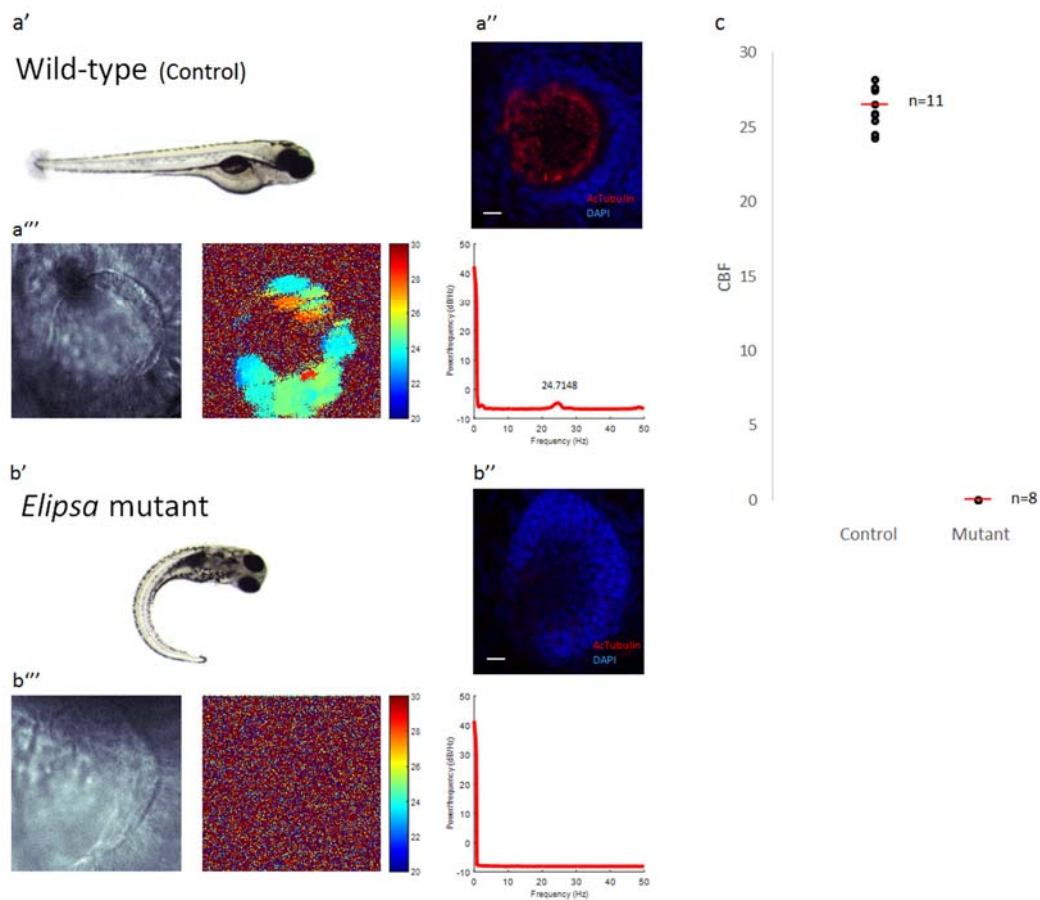 a′
Wild-type (Control)
a″
AcTubulin
DAPI
a‴
30
28
26
24
22
20
50
40
30
20
10
0
-10
Power/frequency (dB/Hz)
24.7148
0 10 20 30 40 50
Frequency (Hz)
b′
Elipsa mutant
b″
AcTubulin
DAPI
b‴
30
28
26
24
22
20
50
40
30
20
10
0
-10
Power/frequency (dB/Hz)
0 10 20 30 40 50
Frequency (Hz)
c
30
25
20
15
10
5
0
CBF
n=11
n=8
Control Mutant